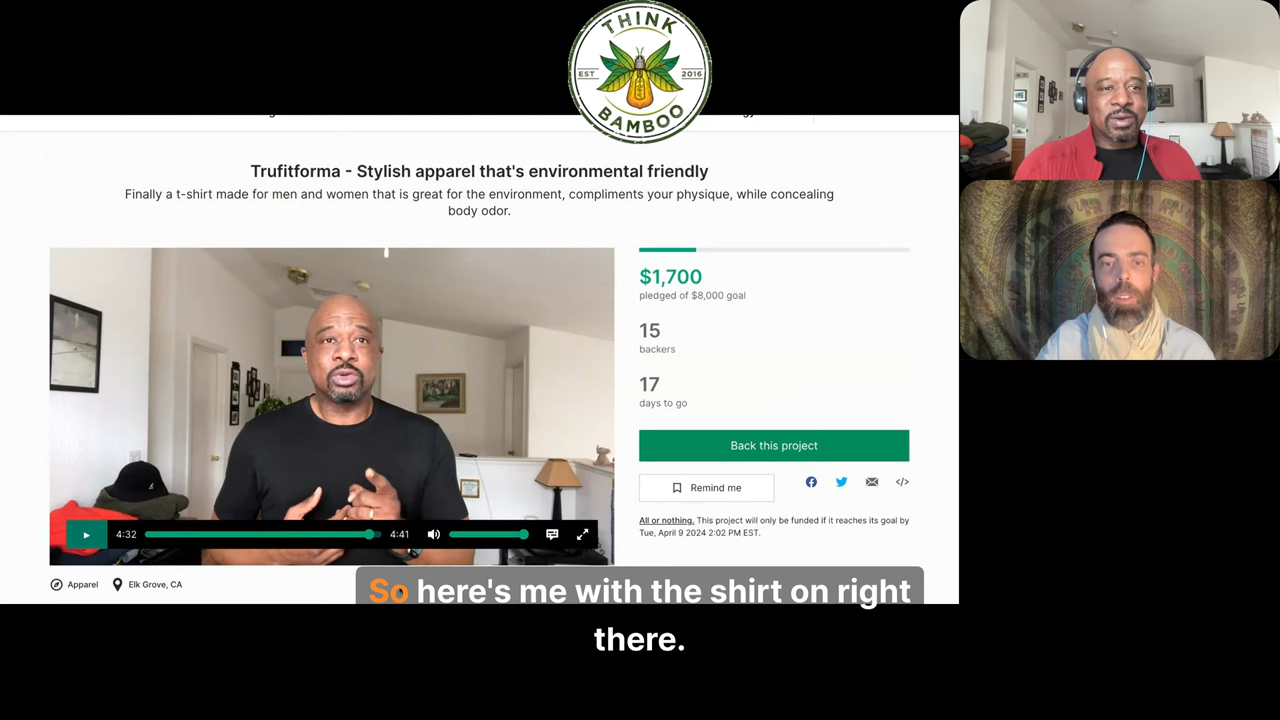 THINK
EST 2016
BAMBOO
Trufitforma - Stylish apparel that's environmental friendly
Finally a t-shirt made for men and women that is great for the environment, compliments your physique, while concealing
body odor.
$1,700
pledged of $8,000 goal
15
backers
17
days to go
Back this project
Remind me
All or nothing. This project will only be funded if it reaches its goal by
Tue, April 9 2024 2:02 PM EST.
4:32 4:41
Apparel Elk Grove, CA
So here's me with the shirt on right
there.